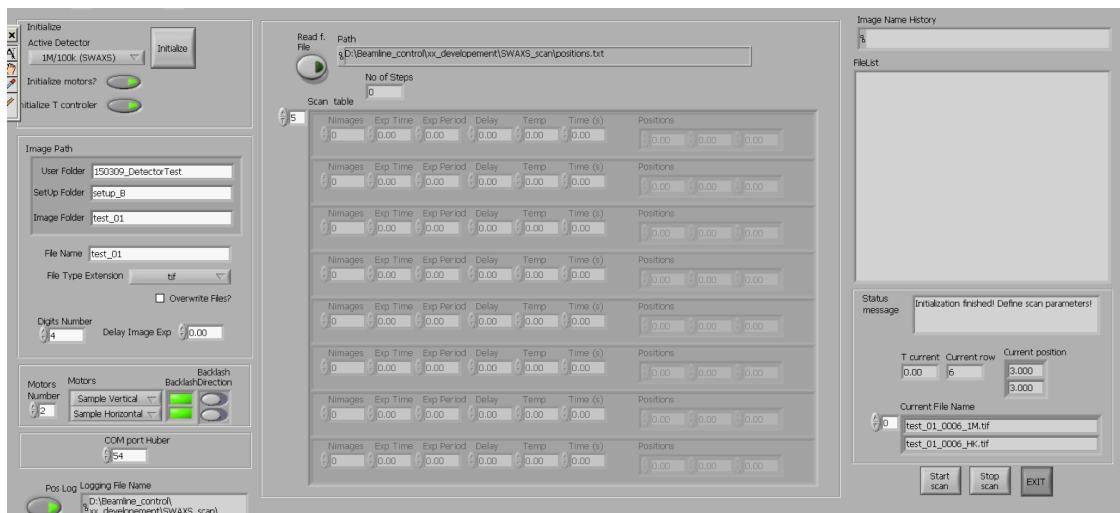 Initialize
Active Detector
1M/100k (SWAXS)
Initialize
Initialize motors?
nitialize T controler
Image Path
User Folder 150309_DetectorTest
SetUp Folder setup_B
Image Folder test_01
File Name test_01
File Type Extension tif
Overwrite Files?
Digits Number
4
Delay Image Exp 0.00
Motors Number
2
Motors
Backlash
Backlash Direction
Sample Vertical
Sample Horizontal
COM port Huber
54
Pos Log
Logging File Name
D:\Beamline_control\
xx_developement\SWAXS_scan\
Read f. File
Path
D:\Beamline_control\xx_developement\SWAXS_scan\positions.txt
No of Steps
0
Scan table
5
Nimages Exp Time Exp Period Delay Temp Time (s) Positions
0 0.00 0.00 0.00 0.00 0.00 0.00 0.00 0.00
Nimages Exp Time Exp Period Delay Temp Time (s) Positions
0 0.00 0.00 0.00 0.00 0.00 0.00 0.00 0.00
Nimages Exp Time Exp Period Delay Temp Time (s) Positions
0 0.00 0.00 0.00 0.00 0.00 0.00 0.00 0.00
Nimages Exp Time Exp Period Delay Temp Time (s) Positions
0 0.00 0.00 0.00 0.00 0.00 0.00 0.00 0.00
Nimages Exp Time Exp Period Delay Temp Time (s) Positions
0 0.00 0.00 0.00 0.00 0.00 0.00 0.00 0.00
Nimages Exp Time Exp Period Delay Temp Time (s) Positions
0 0.00 0.00 0.00 0.00 0.00 0.00 0.00 0.00
Nimages Exp Time Exp Period Delay Temp Time (s) Positions
0 0.00 0.00 0.00 0.00 0.00 0.00 0.00 0.00
Nimages Exp Time Exp Period Delay Temp Time (s) Positions
0 0.00 0.00 0.00 0.00 0.00 0.00 0.00 0.00
Image Name History
FileList
Status message
Initialization finished! Define scan parameters!
T current Current row Current position
0.00 6 3.000
3.000
Current File Name
0 test_01_0006_1M.tif
test_01_0006_HK.tif
Start scan
Stop scan
EXIT